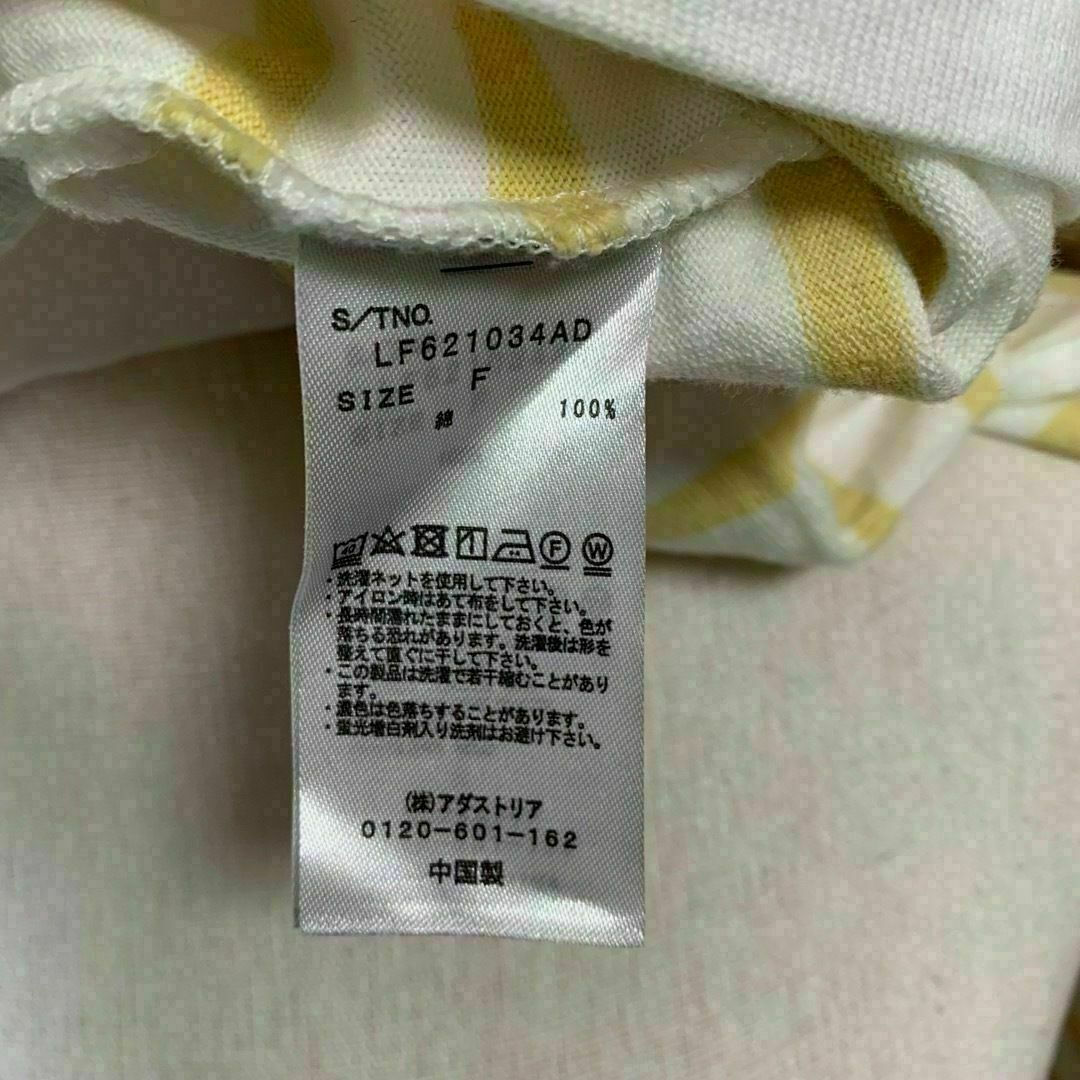 S/TNO.
LF621034AD
SIZE F
綿 100%
40 F W
・洗濯ネットを使用して下さい。
・アイロン時はあて布をして下さい。
・長時間濡れたままにしておくと、色が
落ちる恐れがあります。洗濯後は形を
整えて直ぐに干して下さい。
・この製品は洗濯で若干縮むことがあり
ます。
・濃色は色落ちすることがあります。
・蛍光増白剤入り洗剤はお避け下さい。
(株)アダストリア
0120-601-162
中国製